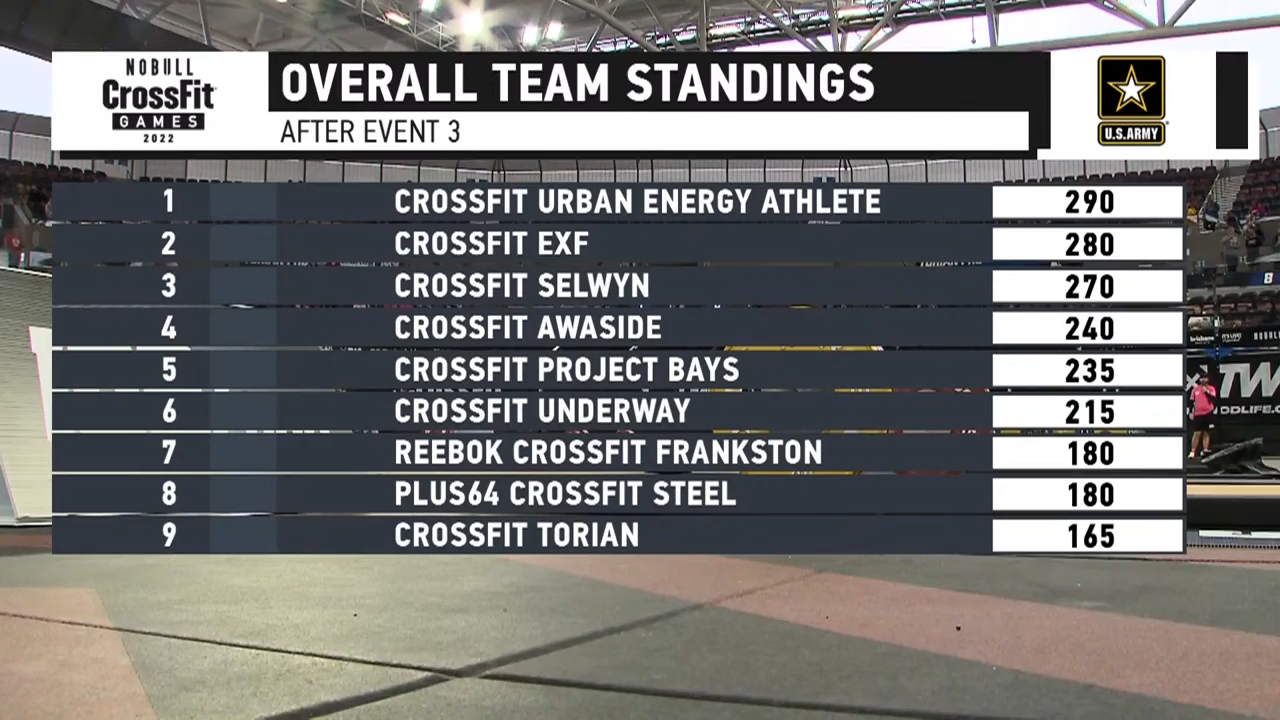 NOBULL
CrossFit
GAMES
2022
OVERALL TEAM STANDINGS
AFTER EVENT 3
U.S.ARMY
1 CROSSFIT URBAN ENERGY ATHLETE 290
2 CROSSFIT EXF 280
3 CROSSFIT SELWYN 270
4 CROSSFIT AWASIDE 240
5 CROSSFIT PROJECT BAYS 235
6 CROSSFIT UNDERWAY 215
7 REEBOK CROSSFIT FRANKSTON 180
8 PLUS64 CROSSFIT STEEL 180
9 CROSSFIT TORIAN 165